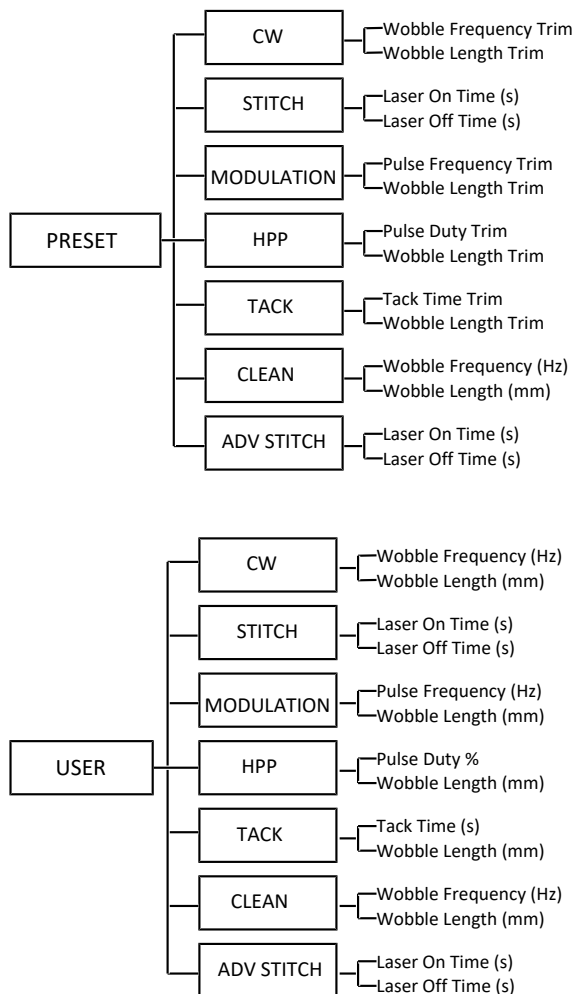 CW
Wobble Frequency Trim
Wobble Length Trim
STITCH
Laser On Time (s)
Laser Off Time (s)
MODULATION
Pulse Frequency Trim
Wobble Length Trim
PRESET
HPP
Pulse Duty Trim
Wobble Length Trim
TACK
Tack Time Trim
Wobble Length Trim
CLEAN
Wobble Frequency (Hz)
Wobble Length (mm)
ADV STITCH
Laser On Time (s)
Laser Off Time (s)
CW
Wobble Frequency (Hz)
Wobble Length (mm)
STITCH
Laser On Time (s)
Laser Off Time (s)
MODULATION
Pulse Frequency (Hz)
Wobble Length (mm)
USER
HPP
Pulse Duty %
Wobble Length (mm)
TACK
Tack Time (s)
Wobble Length (mm)
CLEAN
Wobble Frequency (Hz)
Wobble Length (mm)
ADV STITCH
Laser On Time (s)
Laser Off Time (s)